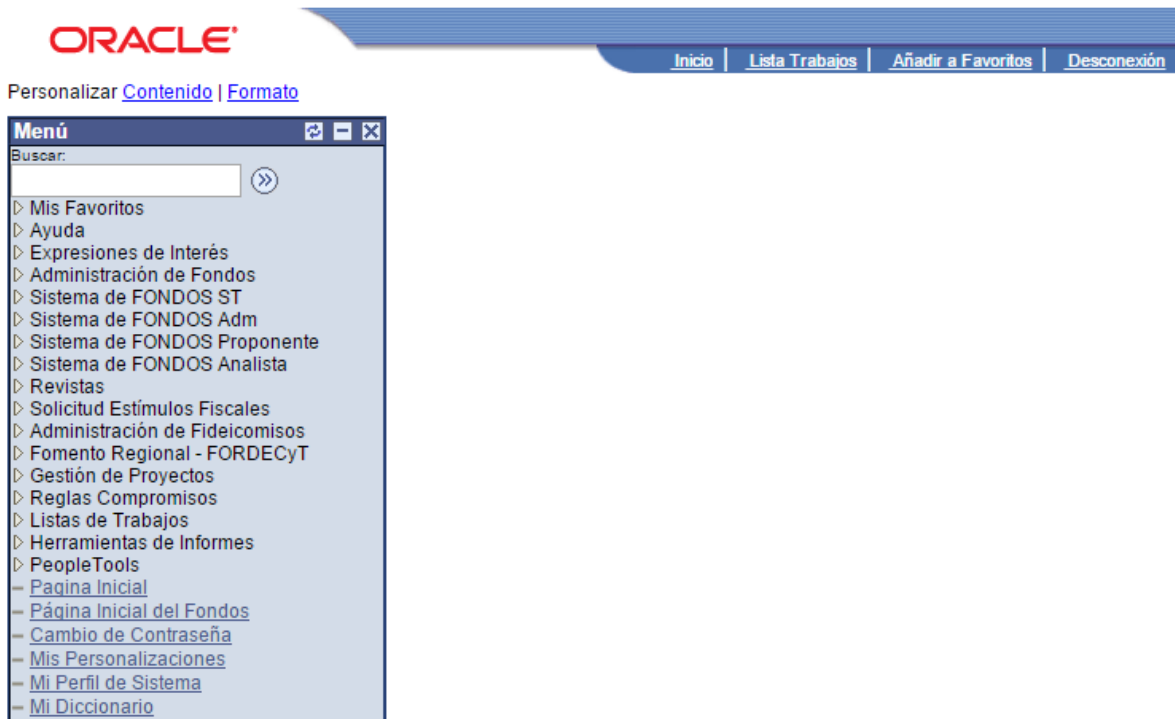 ORACLE
Inicio | Lista Trabajos | Añadir a Favoritos | Desconexión
Personalizar Contenido | Formato
Menú
Buscar:
Mis Favoritos
Ayuda
Expresiones de Interés
Administración de Fondos
Sistema de FONDOS ST
Sistema de FONDOS Adm
Sistema de FONDOS Proponente
Sistema de FONDOS Analista
Revistas
Solicitud Estímulos Fiscales
Administración de Fideicomisos
Fomento Regional - FORDECyT
Gestión de Proyectos
Reglas Compromisos
Listas de Trabajos
Herramientas de Informes
PeopleTools
Pagina Inicial
Página Inicial del Fondos
Cambio de Contraseña
Mis Personalizaciones
Mi Perfil de Sistema
Mi Diccionario